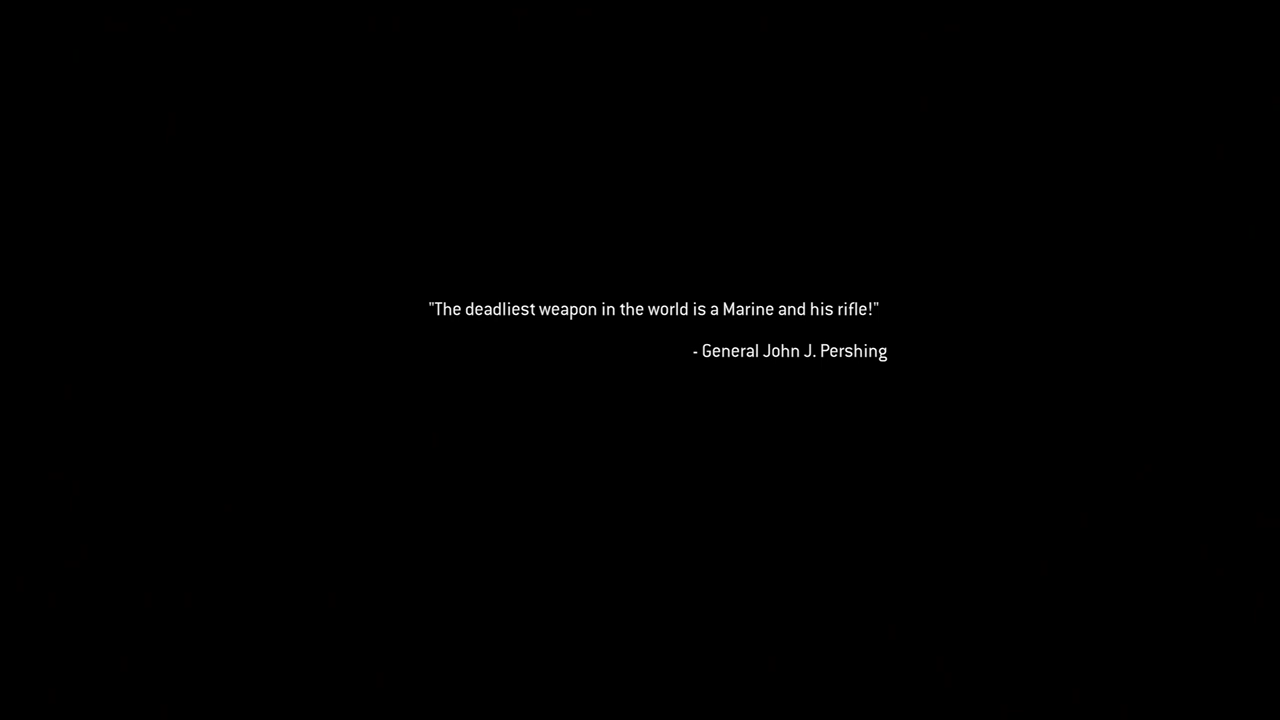 "The deadliest weapon in the world is a Marine and his rifle!"
- General John J. Pershing